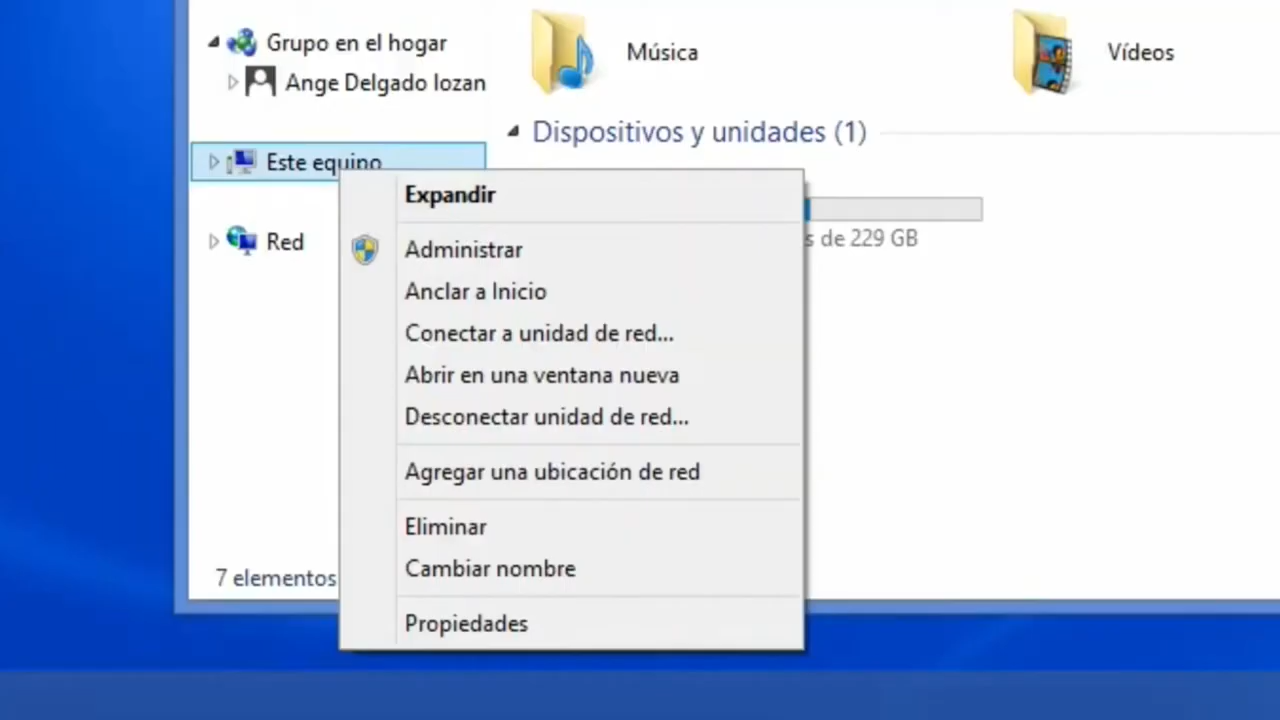 Grupo en el hogar
Ange Delgado lozan
Este equipo
Red
7 elementos
Música
Vídeos
Dispositivos y unidades (1)
s de 229 GB
Expandir
Administrar
Anclar a Inicio
Conectar a unidad de red...
Abrir en una ventana nueva
Desconectar unidad de red...
Agregar una ubicación de red
Eliminar
Cambiar nombre
Propiedades